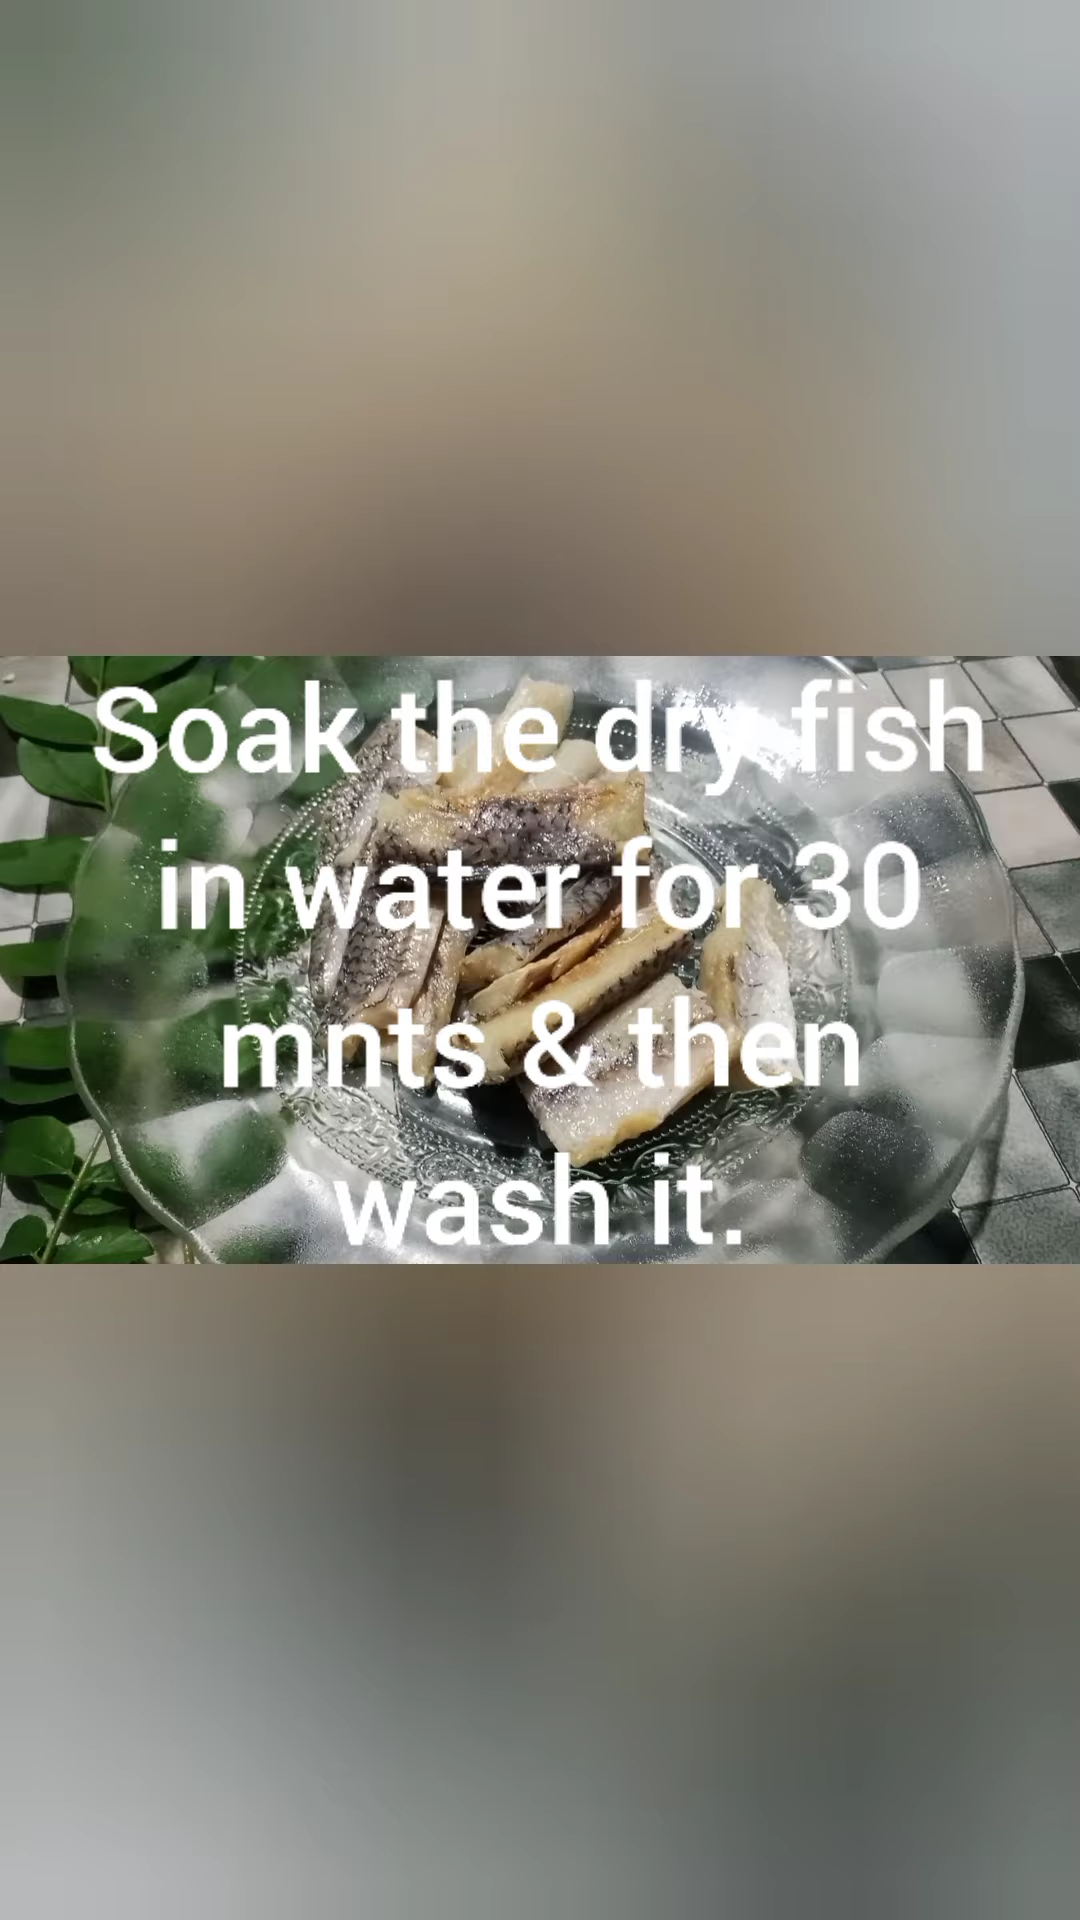 Soak the dry fish
in water for 30
mnts & then
wash it.